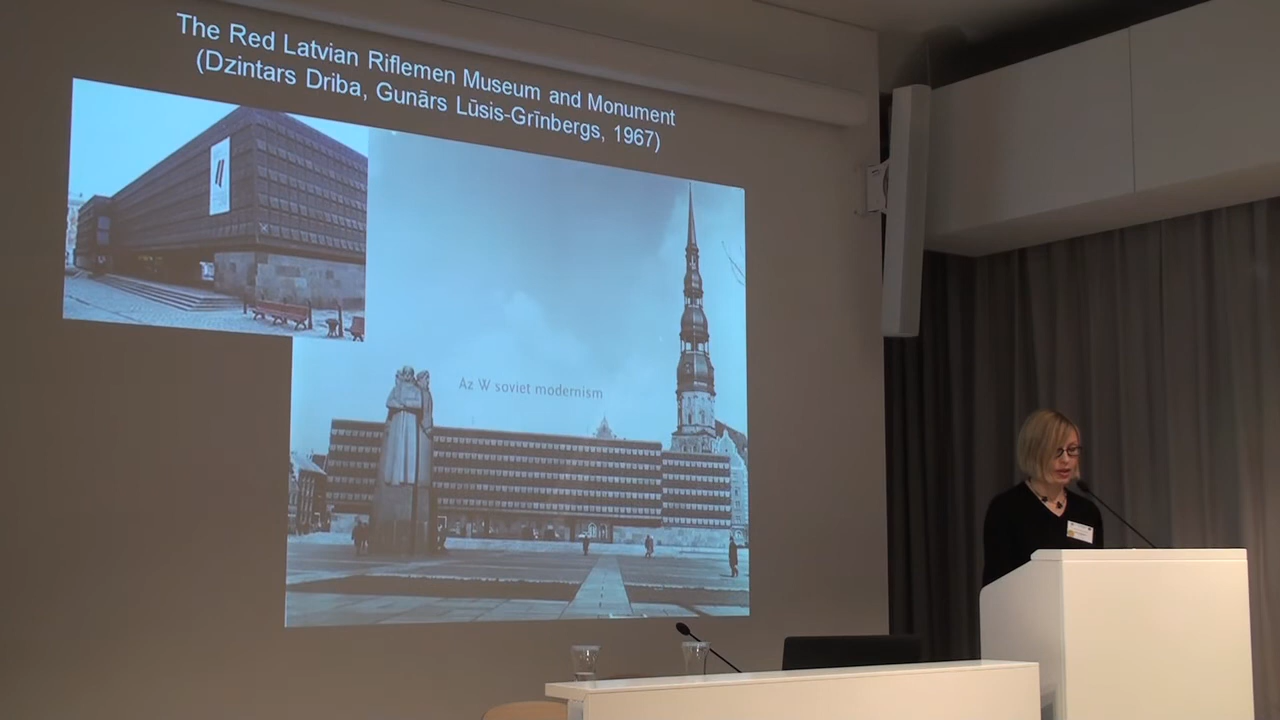 The Red Latvian Riflemen Museum and Monument
(Dzintars Driba, Gunārs Lūsis-Grīnbergs, 1967)
Az W soviet modernism